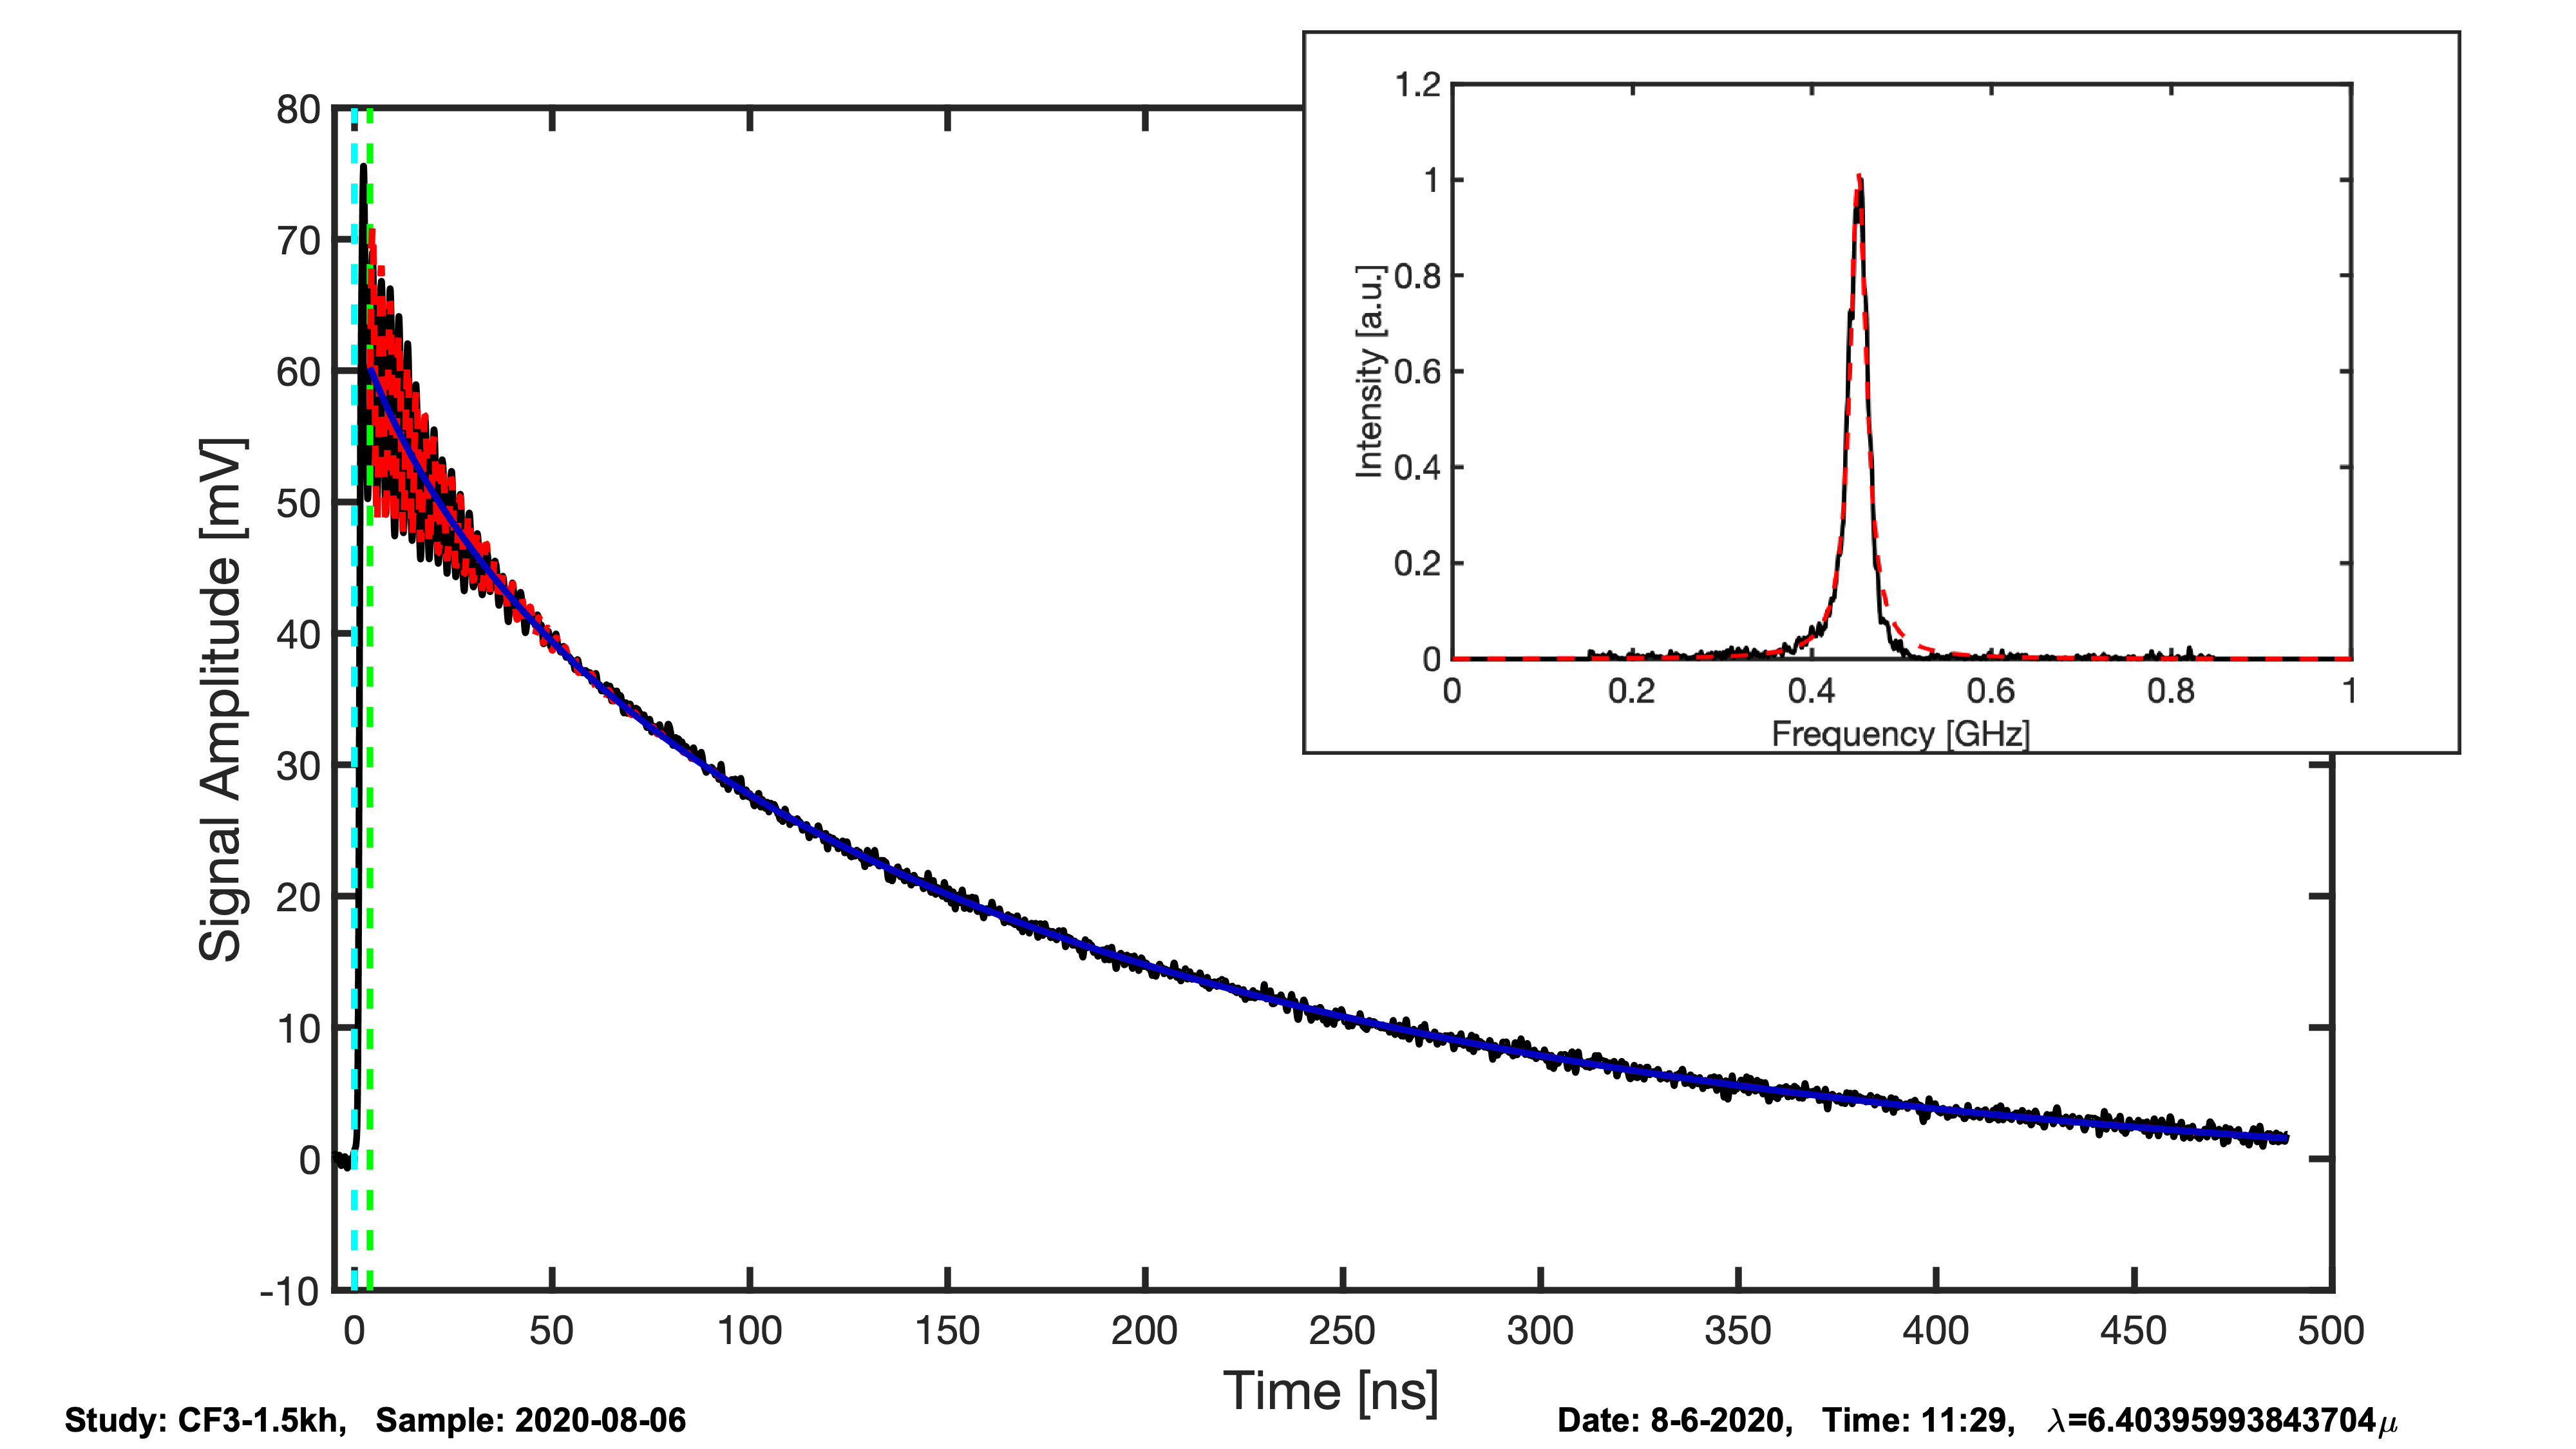 1.2
1
0.8
0.6
0.4
0.2
0
Intensity [a.u.]
0 0.2 0.4 0.6 0.8 1
Frequency [GHz]
80
70
60
50
40
30
20
10
0
-10
Signal Amplitude [mV]
0 50 100 150 200 250 300 350 400 450 500
Time [ns]
Study: CF3-1.5kh, Sample: 2020-08-06
Date: 8-6-2020, Time: 11:29, λ=6.40395993843704μ